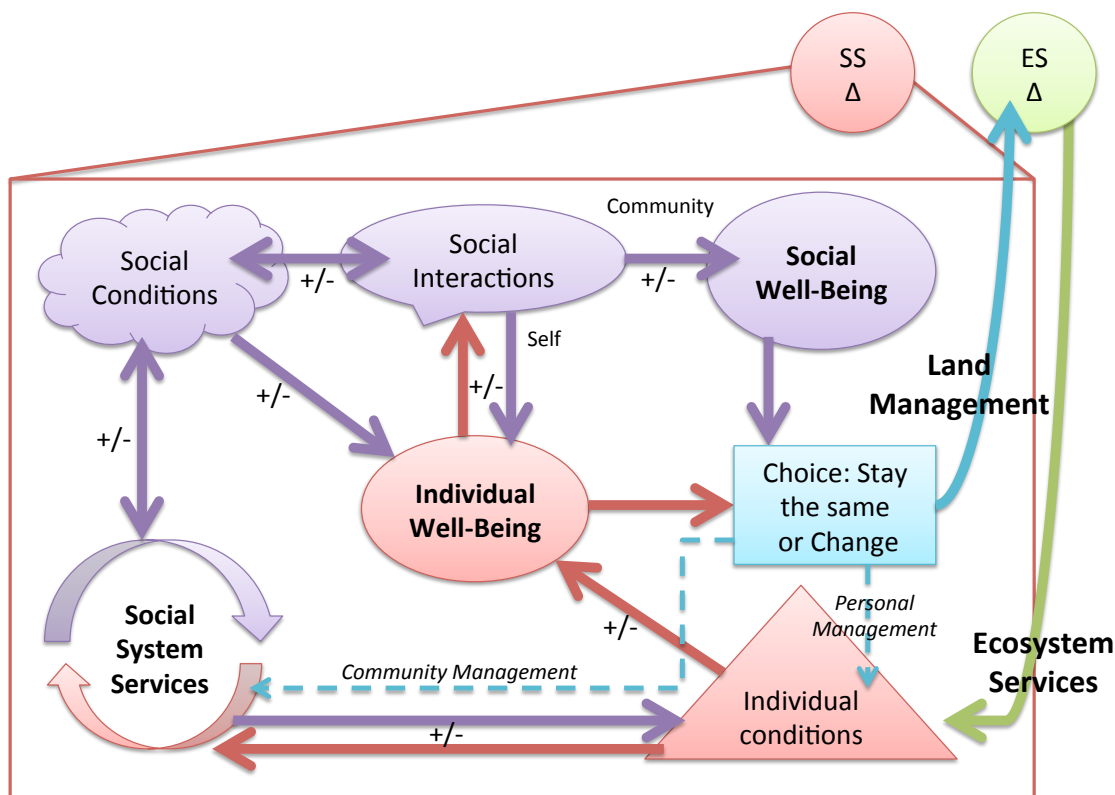 SS
Δ
ES
Δ
Community
Social
Conditions
+/-
Social
Interactions
+/-
Social
Well-Being
Self
+/-
+/-
+/-
Land
Management
Individual
Well-Being
Choice: Stay
the same
or Change
Social
System
Services
+/-
Personal
Management
Community Management
Ecosystem
Services
Individual
conditions
+/-